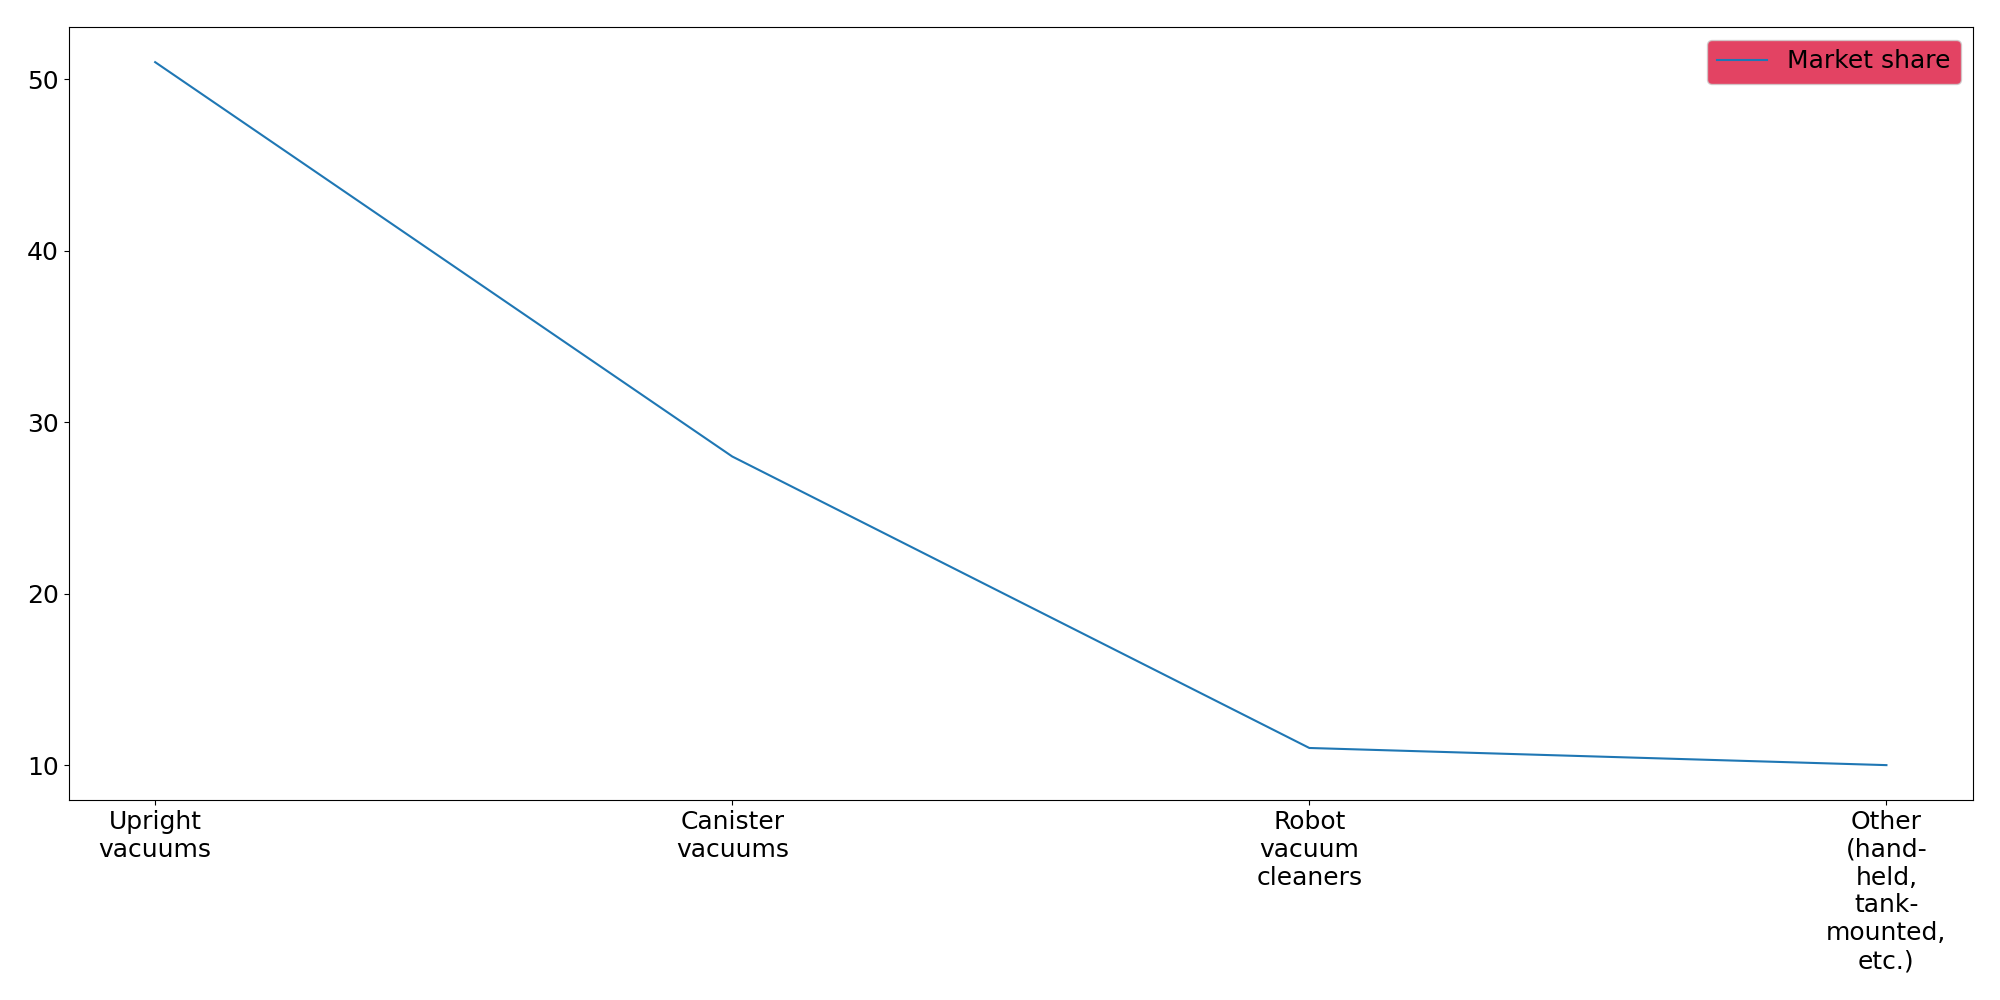 Market share
50
40
30
20
10
Upright
vacuums
Canister
vacuums
Robot
vacuum
cleaners
Other
(hand-
held,
tank-
mounted,
etc.)